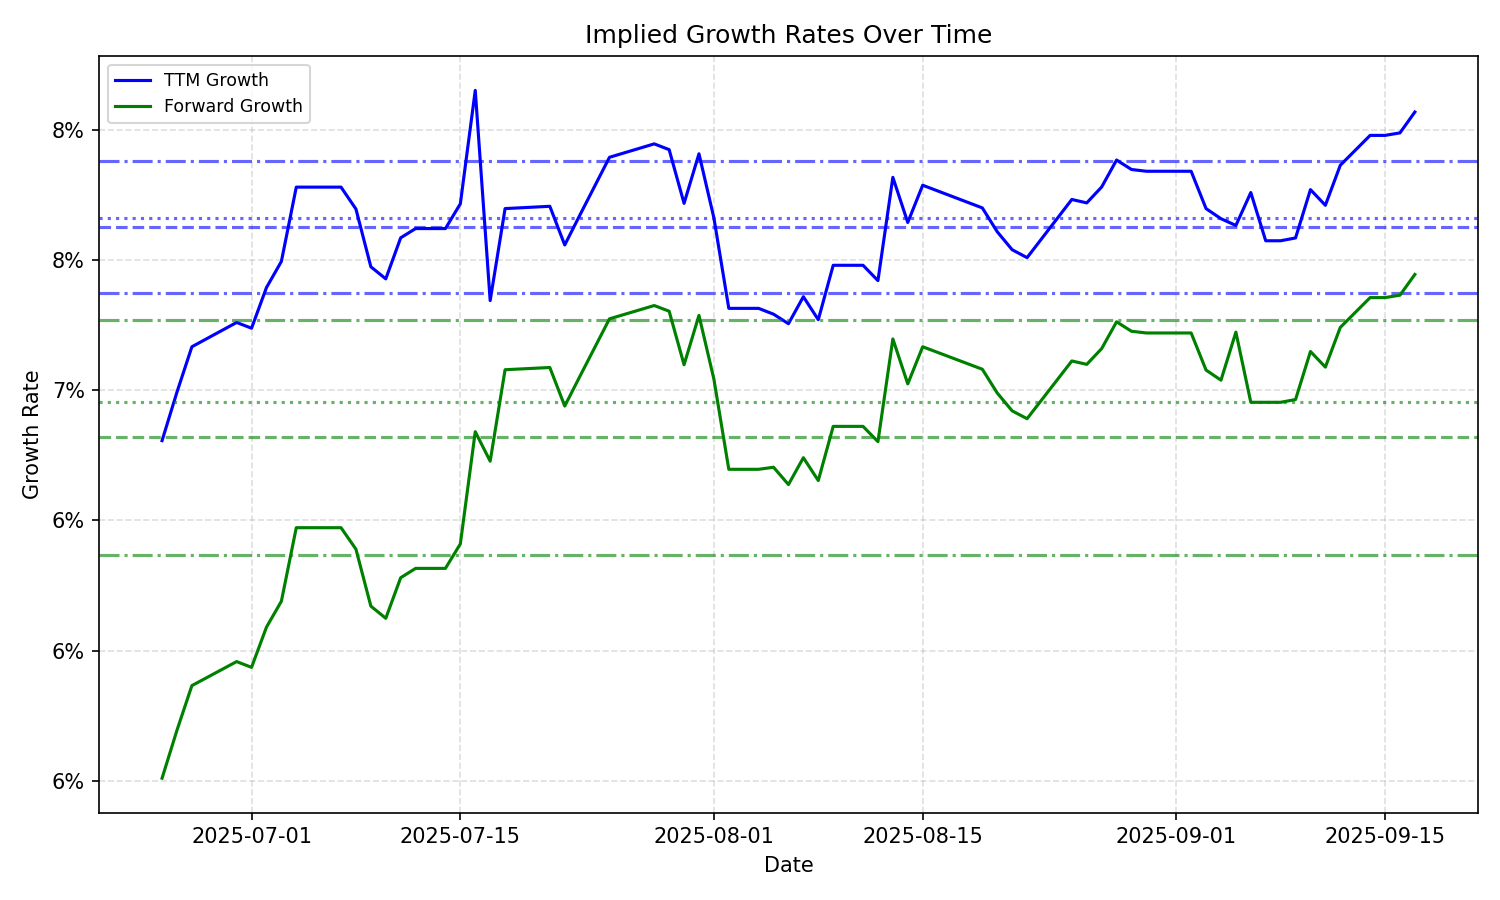 Implied Growth Rates Over Time
TTM Growth
Forward Growth
8%
8%
7%
6%
6%
6%
Growth Rate
2025-07-01
2025-07-15
2025-08-01
2025-08-15
2025-09-01
2025-09-15
Date